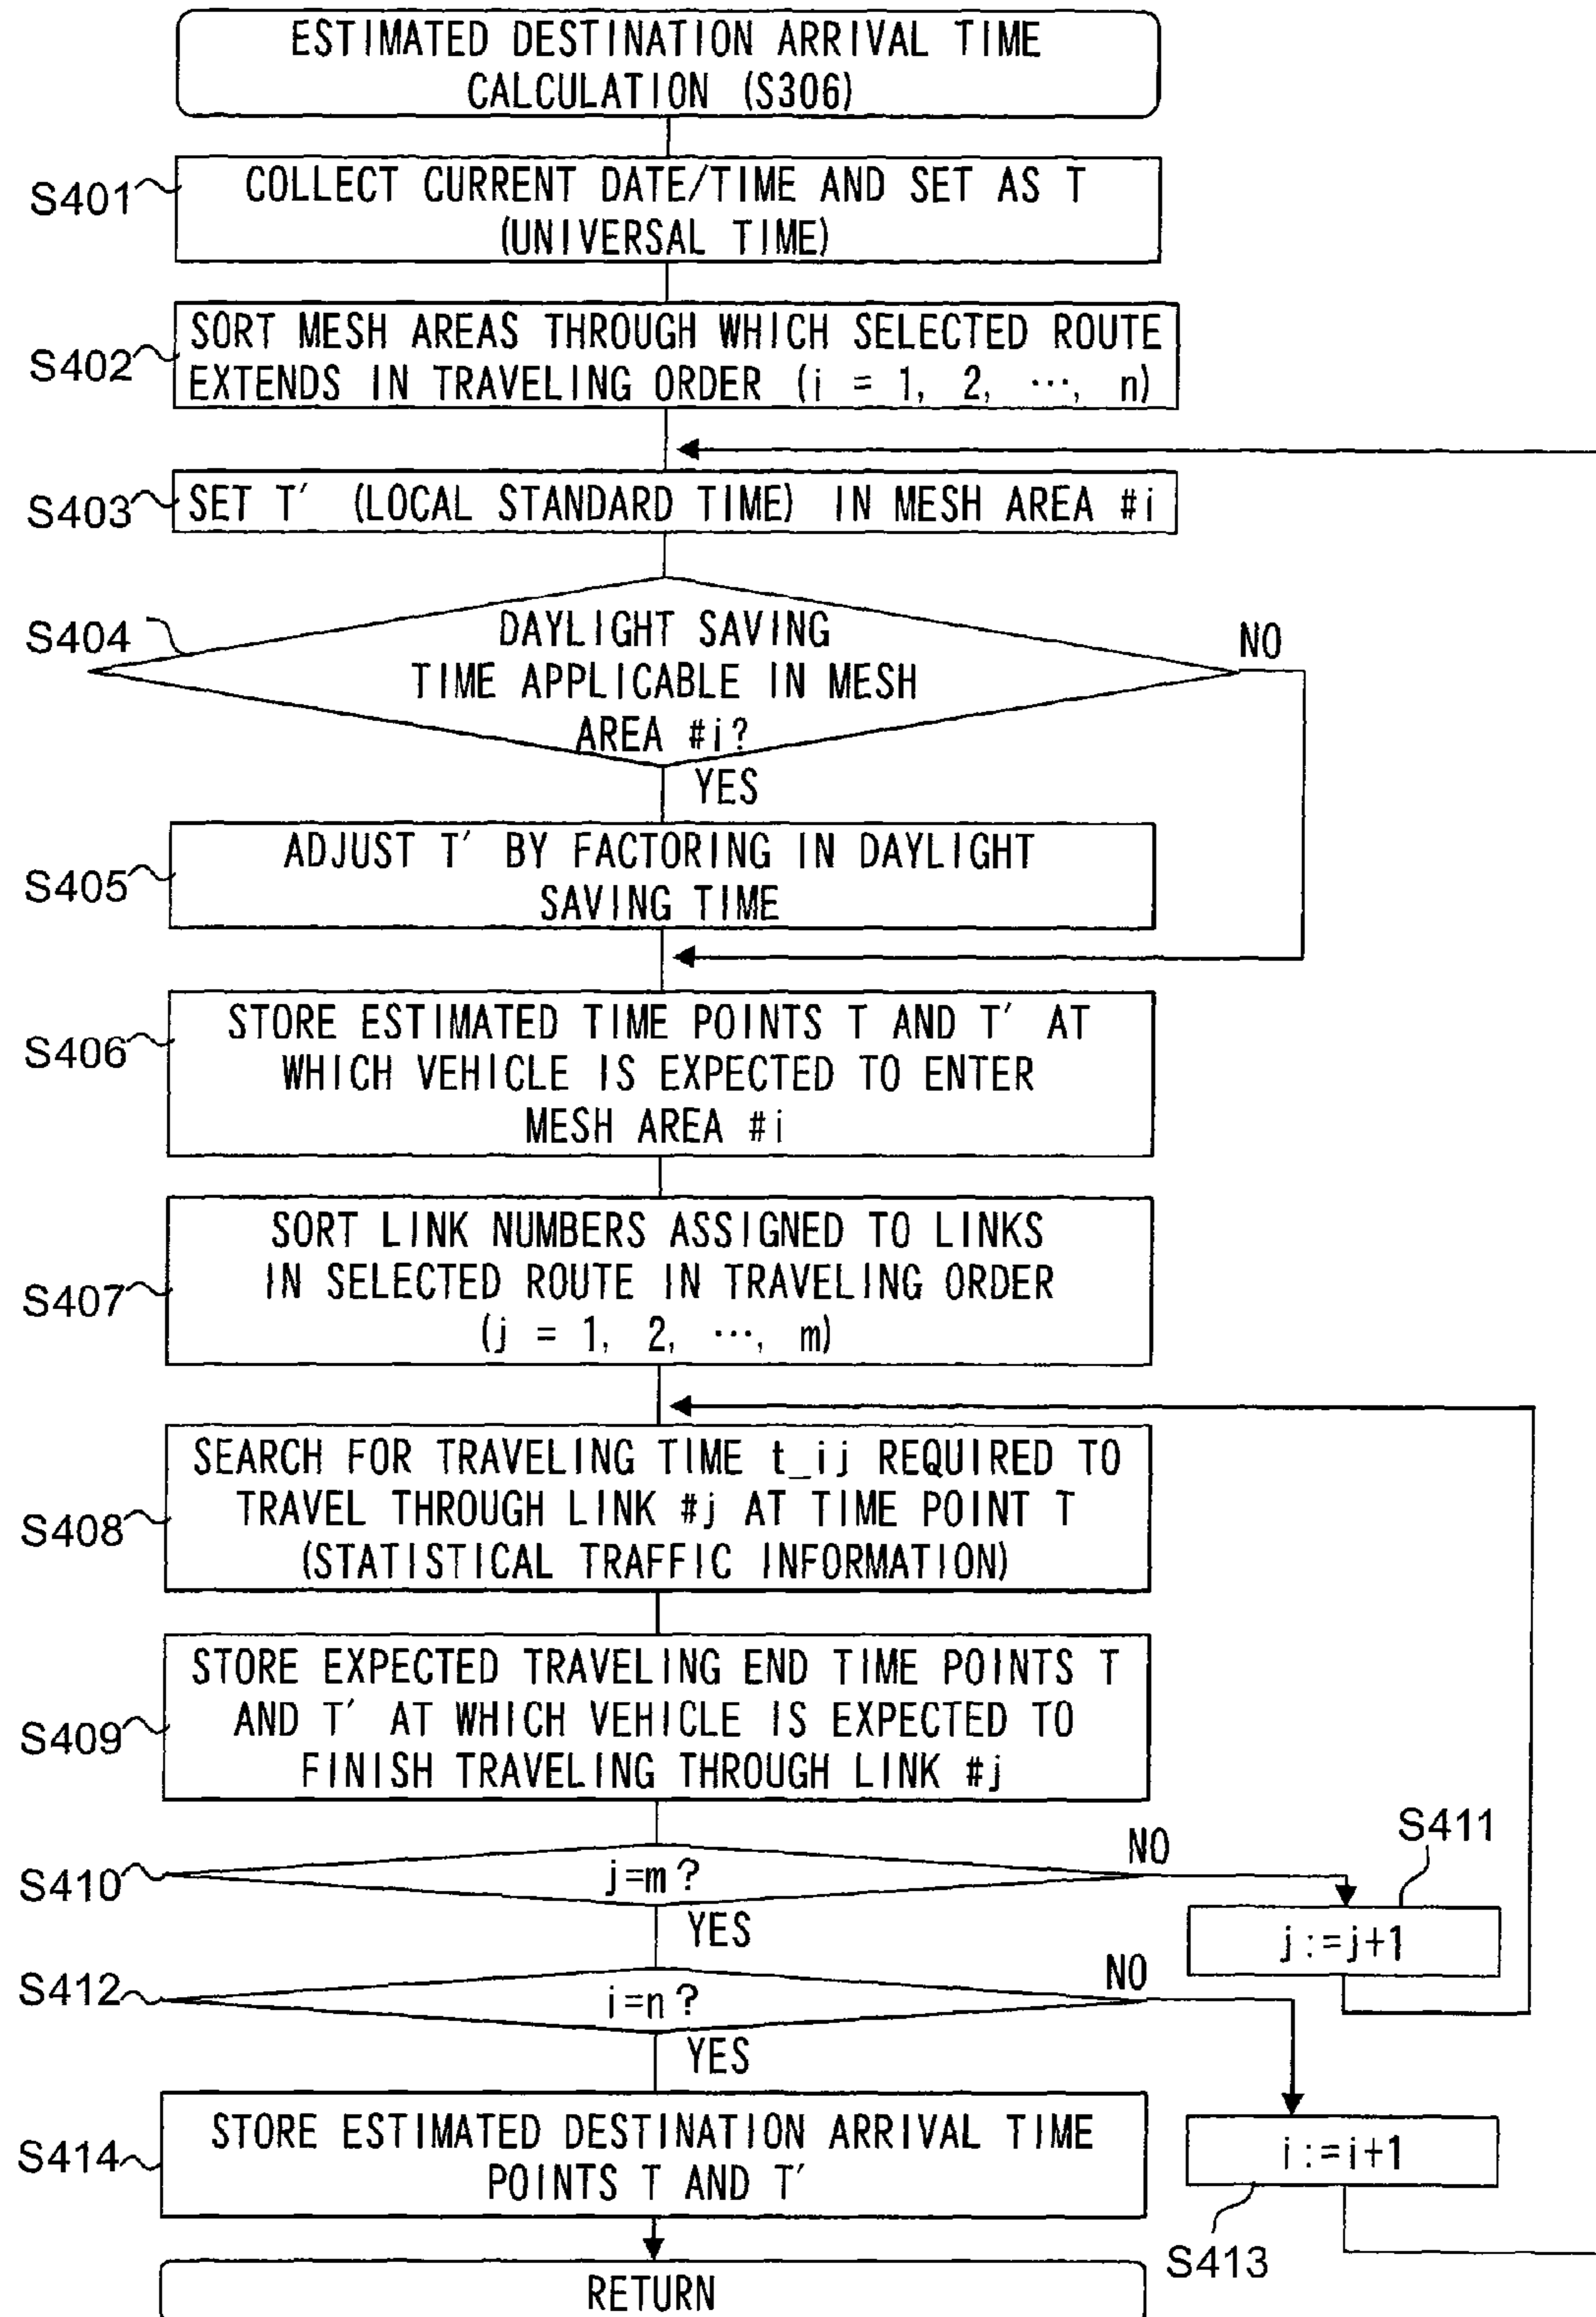 ESTIMATED DESTINATION ARRIVAL TIME
CALCULATION (S306)
S401
COLLECT CURRENT DATE/TIME AND SET AS T
(UNIVERSAL TIME)
S402
SORT MESH AREAS THROUGH WHICH SELECTED ROUTE
EXTENDS IN TRAVELING ORDER (i = 1, 2, ···, n)
S403
SET T′ (LOCAL STANDARD TIME) IN MESH AREA #i
S404
DAYLIGHT SAVING
TIME APPLICABLE IN MESH
AREA #i?
NO
YES
S405
ADJUST T′ BY FACTORING IN DAYLIGHT
SAVING TIME
S406
STORE ESTIMATED TIME POINTS T AND T′ AT
WHICH VEHICLE IS EXPECTED TO ENTER
MESH AREA #i
S407
SORT LINK NUMBERS ASSIGNED TO LINKS
IN SELECTED ROUTE IN TRAVELING ORDER
(j = 1, 2, ···, m)
S408
SEARCH FOR TRAVELING TIME t_ij REQUIRED TO
TRAVEL THROUGH LINK #j AT TIME POINT T
(STATISTICAL TRAFFIC INFORMATION)
S409
STORE EXPECTED TRAVELING END TIME POINTS T
AND T′ AT WHICH VEHICLE IS EXPECTED TO
FINISH TRAVELING THROUGH LINK #j
S410
j=m?
NO
YES
S411
j:=j+1
S412
i=n?
NO
YES
i:=i+1
S413
S414
STORE ESTIMATED DESTINATION ARRIVAL TIME
POINTS T AND T′
RETURN